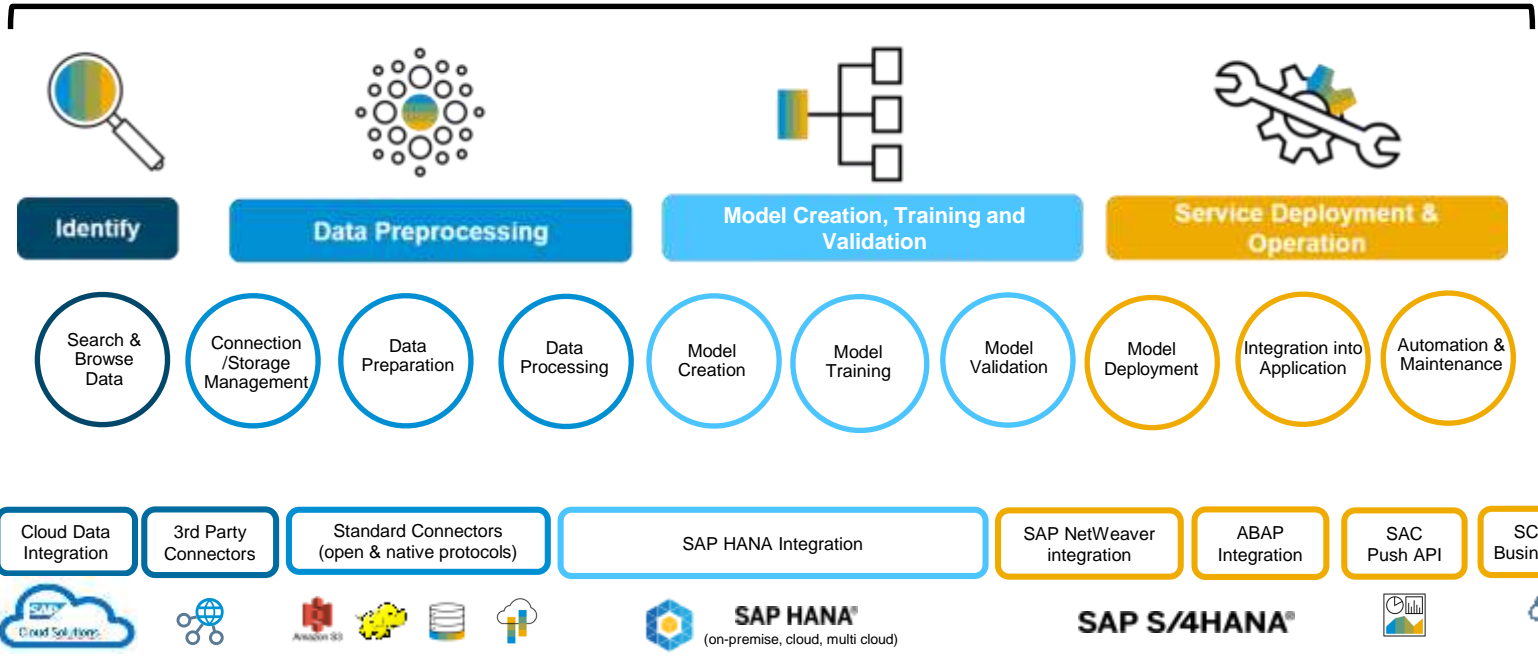 Identify
Data Preprocessing
Model Creation, Training and
Validation
Service Deployment &
Operation
Search &
Browse
Data
Connection
/Storage
Management
Data
Preparation
Data
Processing
Model
Creation
Model
Training
Model
Validation
Model
Deployment
Integration into
Application
Automation &
Maintenance
Cloud Data
Integration
3rd Party
Connectors
Standard Connectors
(open & native protocols)
SAP HANA Integration
SAP NetWeaver
integration
ABAP
Integration
SAC
Push API
SAP
Cloud Solutions
Amazon S3
SAP HANA®
(on-premise, cloud, multi cloud)
SAP S/4HANA®